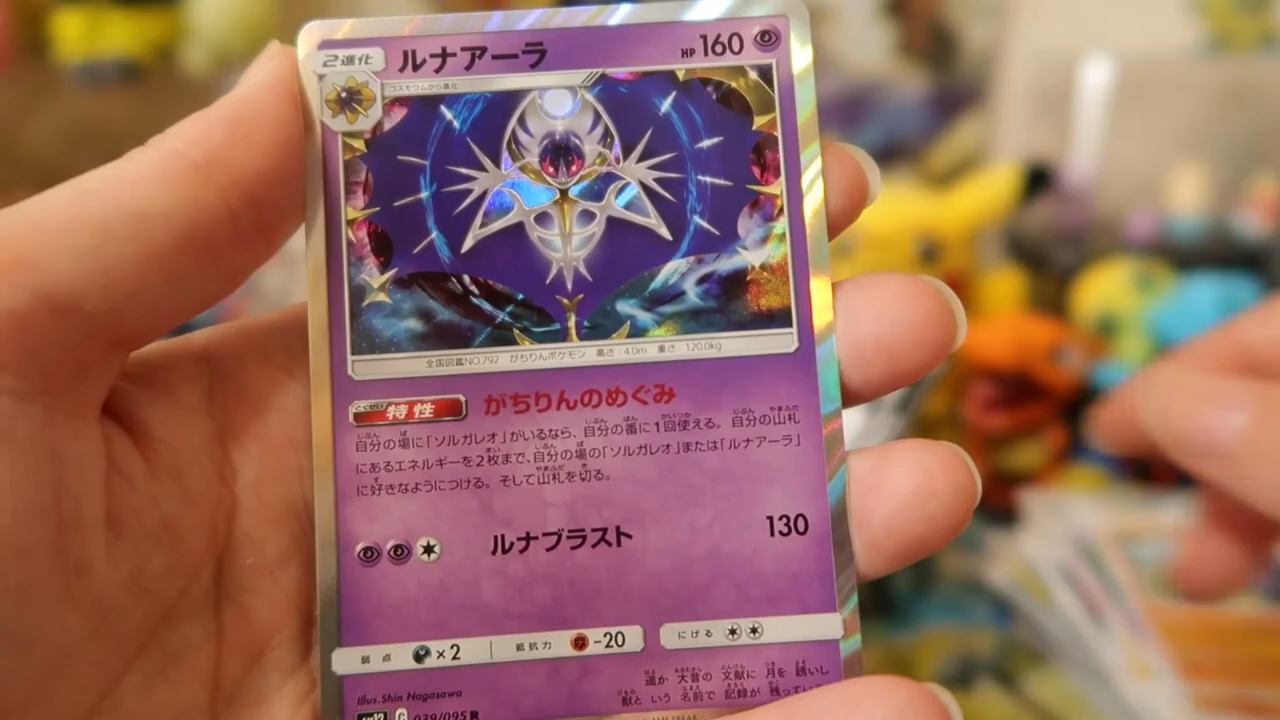 2進化 ルナアーラ HP 160
コスモウムから進化
全国図鑑NO.792 がちりんポケモン 高さ:4.0m 重さ:120.0kg
とくせい 特性 がちりんのめぐみ
自分の場に「ソルガレオ」がいるなら、自分の番に1回使える。自分の山札
にあるエネルギーを2枚まで、自分の場の「ソルガレオ」または「ルナアーラ」
に好きなようにつける。そして山札を切る。
ルナブラスト 130
弱点 ×2 抵抗力 -20 にげる
遥か 大昔の 文献に 月を 誘いし
獣と いう 名前で 記録が 残ってい
Illus. Shin Nagasawa
sm12 C 039/095 R
GAME FREAK